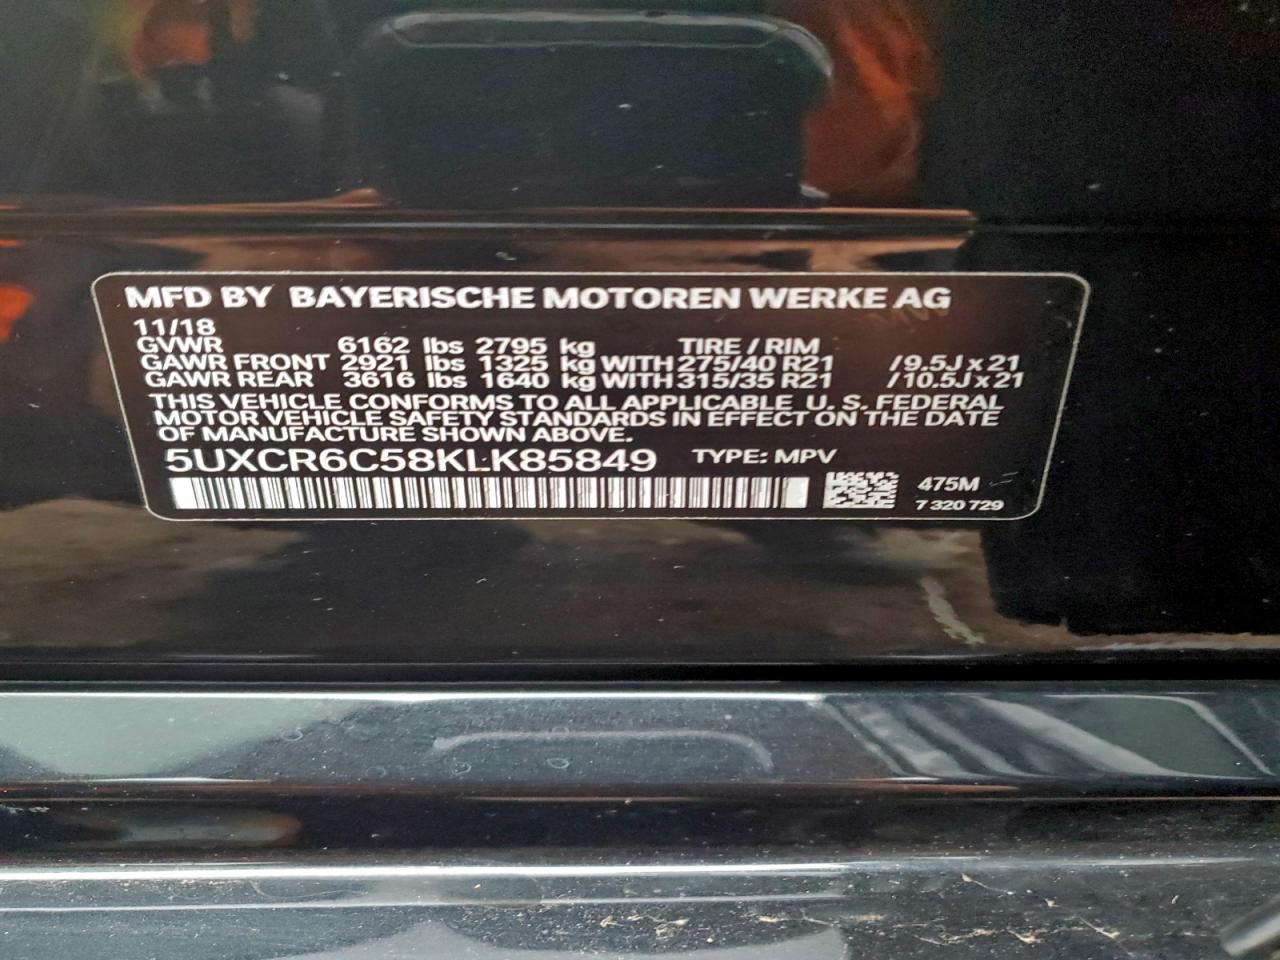 MFD BY BAYERISCHE MOTOREN WERKE AG
11/18
GVWR 6162 lbs 2795 kg TIRE / RIM
GAWR FRONT 2921 lbs 1325 kg WITH 275/40 R21 / 9.5J x 21
GAWR REAR 3616 lbs 1640 kg WITH 315/35 R21 / 10.5J x 21
THIS VEHICLE CONFORMS TO ALL APPLICABLE U. S. FEDERAL
MOTOR VEHICLE SAFETY STANDARDS IN EFFECT ON THE DATE
OF MANUFACTURE SHOWN ABOVE.
5UXCR6C58KLK85849 TYPE: MPV
475M
7 320 729